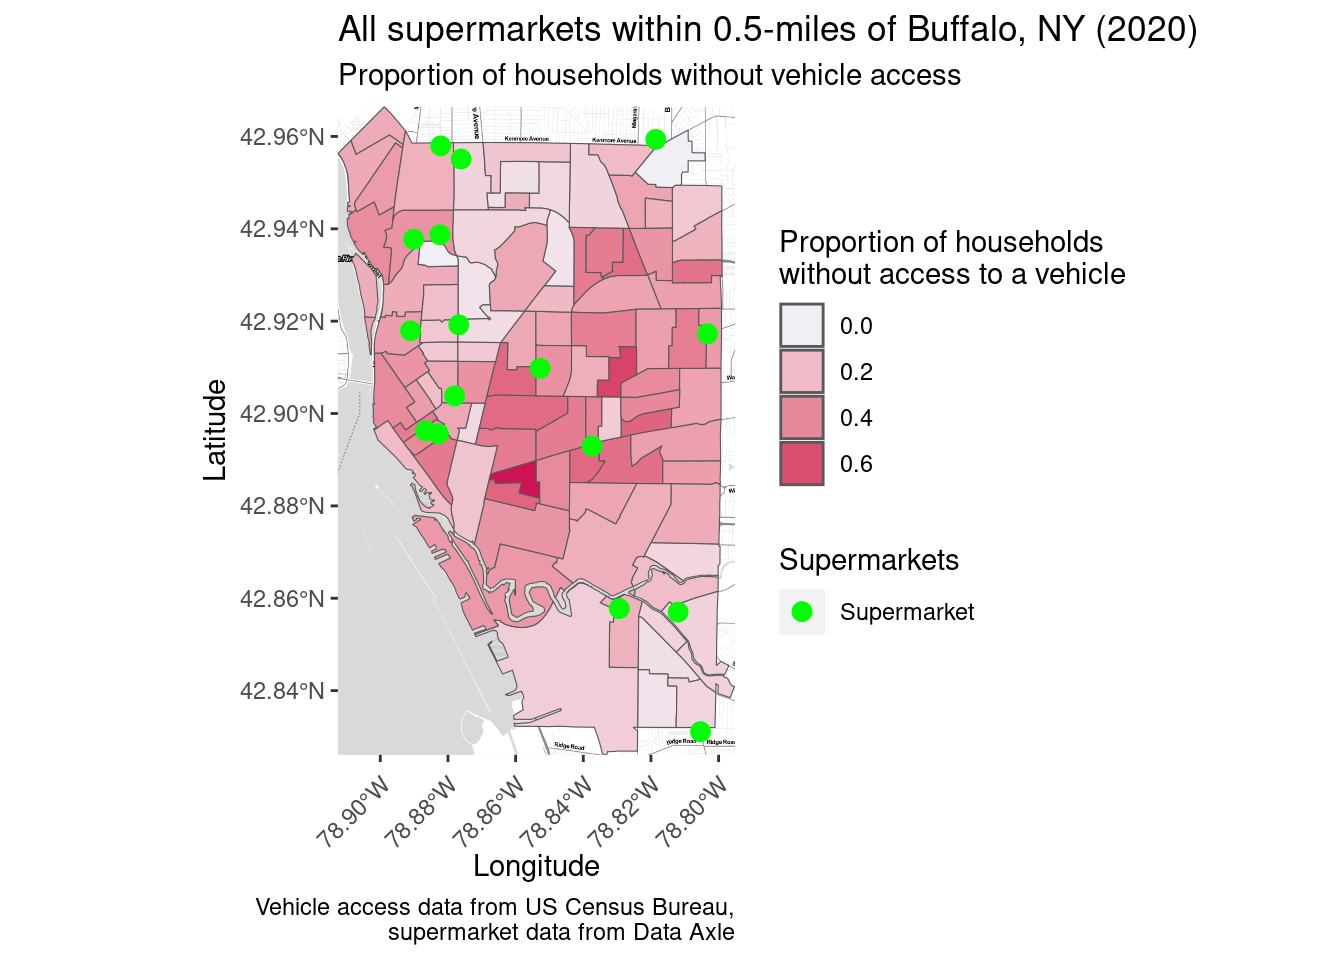 All supermarkets within 0.5-miles of Buffalo, NY (2020)
Proportion of households without vehicle access
Kenmore Avenue
Kenmore Avenue
Avenue
Niagara
42.96°N
42.94°N
42.92°N
42.90°N
42.88°N
42.86°N
42.84°N
Latitude
Ridge Road
Ridge Road
Ridge Road
78.90°W
78.88°W
78.86°W
78.84°W
78.82°W
78.80°W
Longitude
Proportion of households
without access to a vehicle
0.0
0.2
0.4
0.6
Supermarkets
Supermarket
Vehicle access data from US Census Bureau,
supermarket data from Data Axle